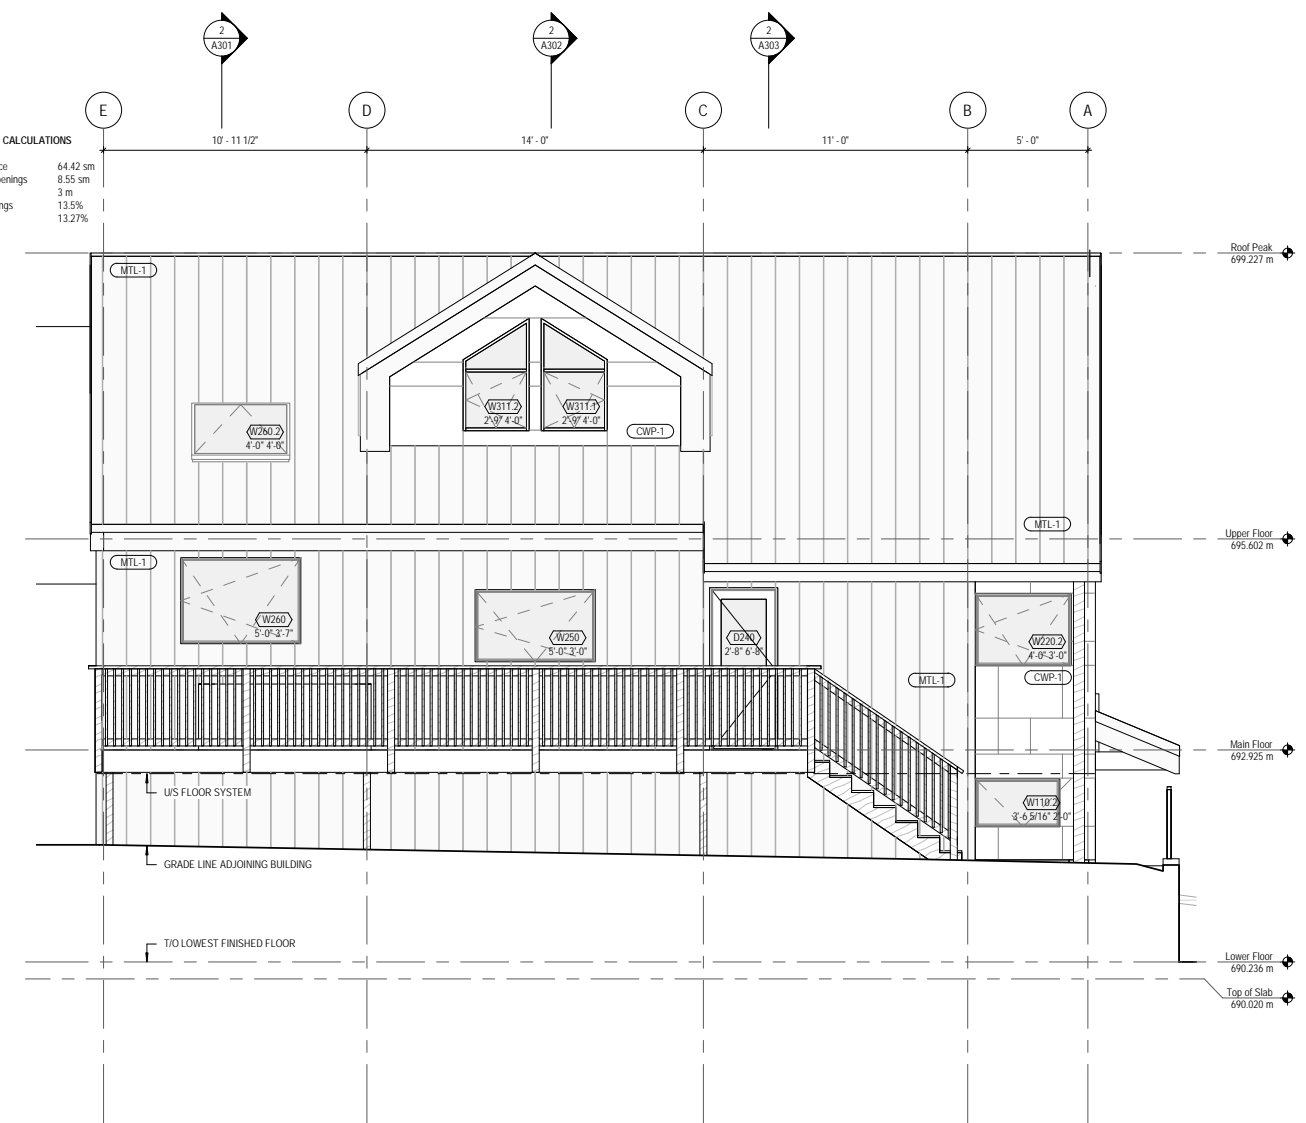 2
A301
2
A302
2
A303
E
D
C
B
A
10' - 11 1/2"
14' - 0"
11' - 0"
5' - 0"
CALCULATIONS
64.42 sm
8.55 sm
3 m
13.5%
13.27%
Roof Peak
699.227 m
MTL-1
W311.2
2'-9" 4'-0"
W311.1
2'-9" 4'-0"
W260.2
4'-0" 4'-0"
CWP-1
MTL-1
Upper Floor
695.602 m
MTL-1
W260
5'-0" 3'-7"
W250
5'-0" 3'-0"
D240
2'-8" 6'-8"
W220.2
4'-0" 3'-0"
MTL-1
CWP-1
Main Floor
692.925 m
U/S FLOOR SYSTEM
W110.2
3'-6 5/16" 2'-0"
GRADE LINE ADJOINING BUILDING
T/O LOWEST FINISHED FLOOR
Lower Floor
690.236 m
Top of Slab
690.020 m